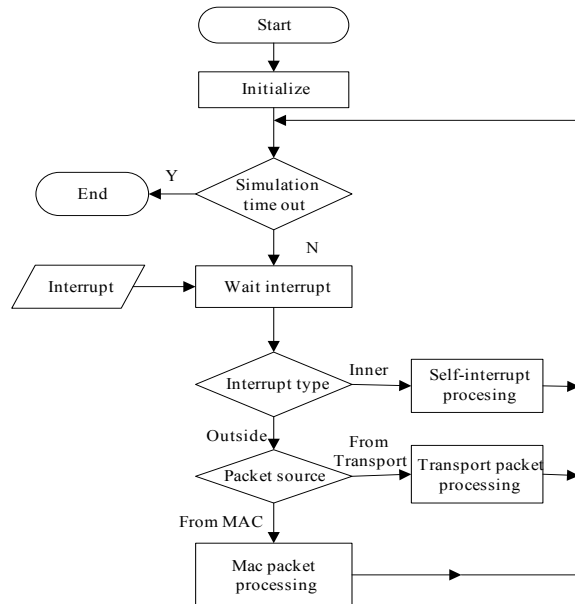 Start
Initialize
Simulation
time out
Y
End
N
Interrupt
Wait interrupt
Interrupt type
Inner
Self-interrupt
procesing
Outside
From
Transport
Packet source
Transport packet
processing
From MAC
Mac packet
processing